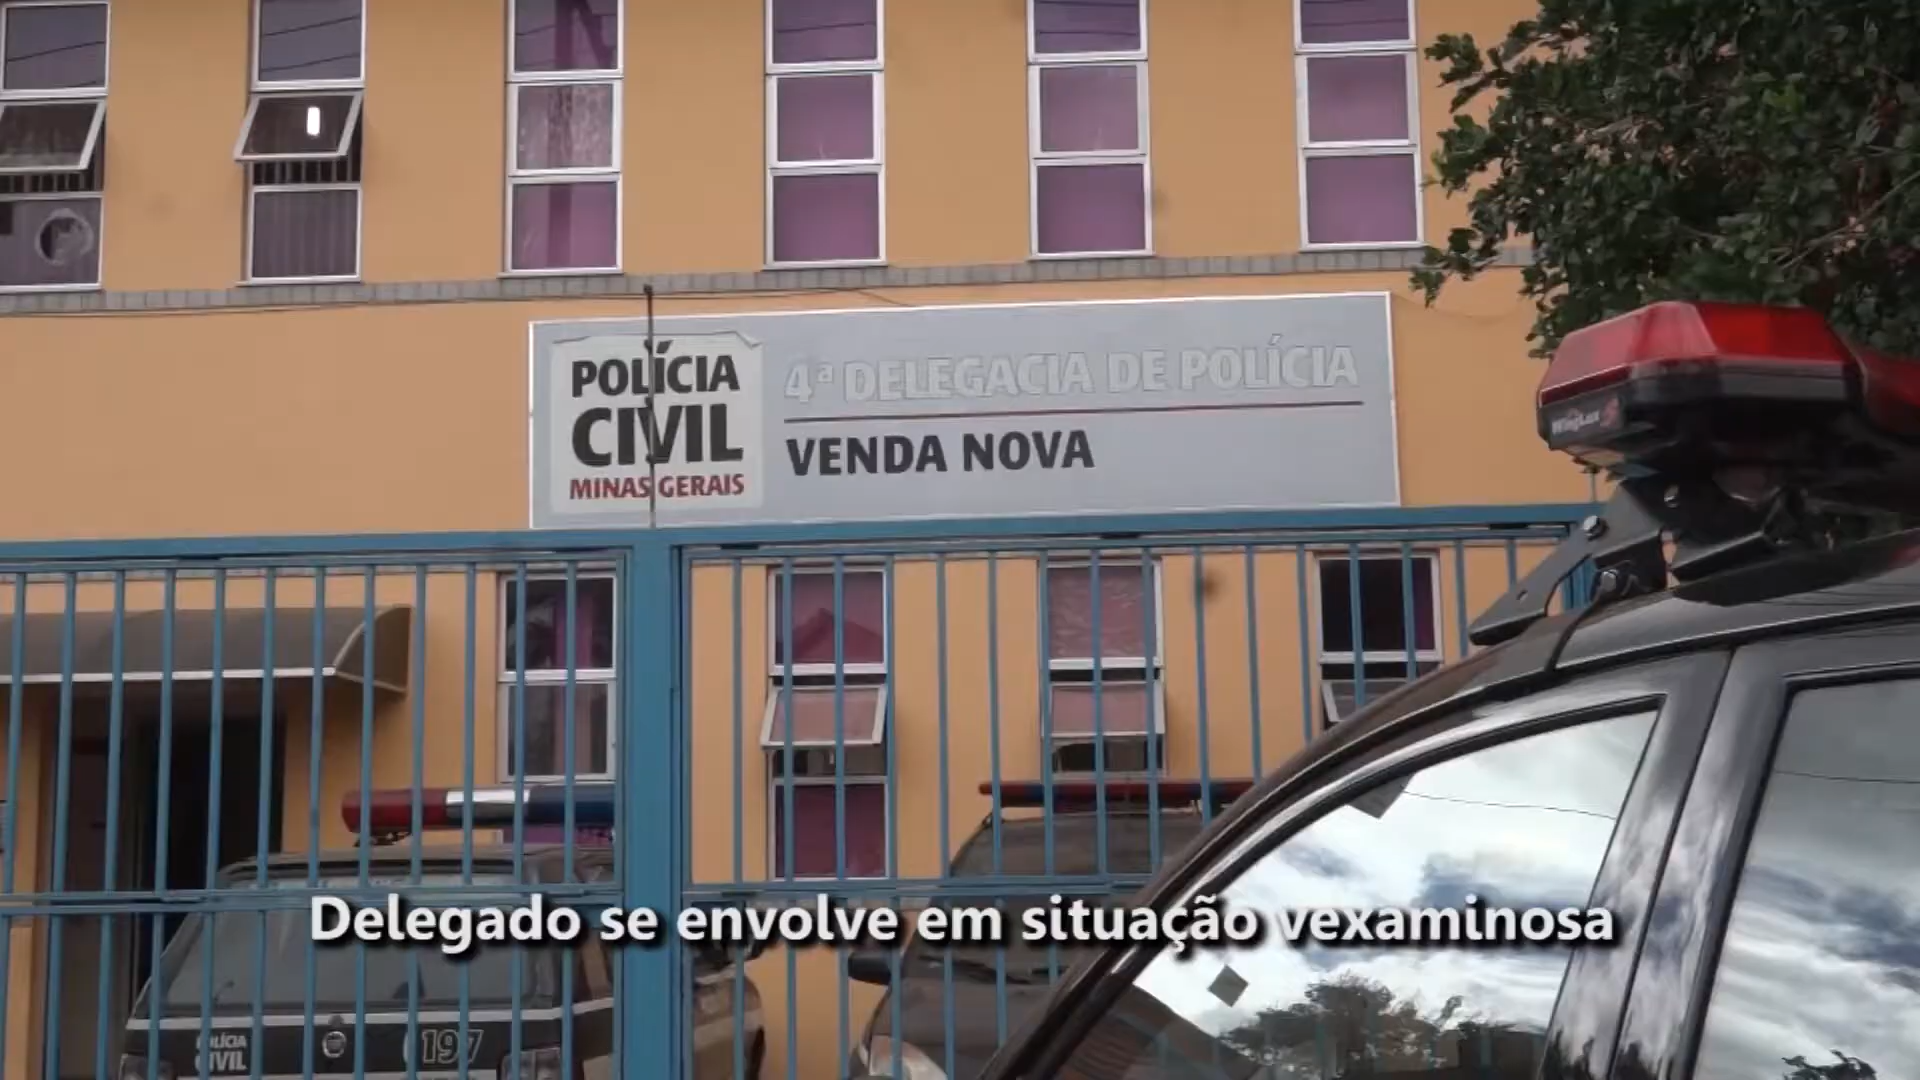 POLÍCIA
CIVIL
MINAS GERAIS
4ª DELEGACIA DE POLÍCIA
VENDA NOVA
Delegado se envolve em situação vexaminosa
POLÍCIA
CIVIL
197